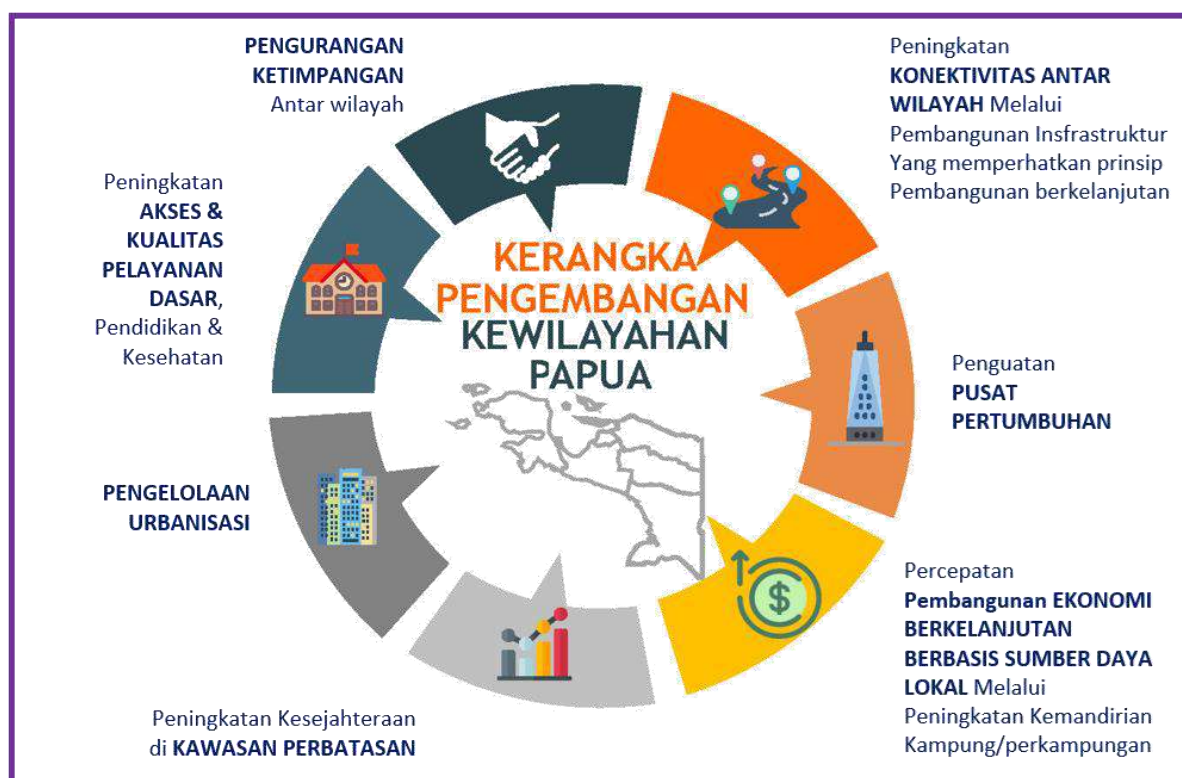 PENGURANGAN
KETIMPANGAN
Antar wilayah
Peningkatan
KONEKTIVITAS ANTAR
WILAYAH Melalui
Pembangunan Insfrastruktur
Yang memperhatkan prinsip
Pembangunan berkelanjutan
Peningkatan
AKSES &
KUALITAS
PELAYANAN
DASAR,
Pendidikan &
Kesehatan
KERANGKA
PENGEMBANGAN
KEWILAYAHAN
PAPUA
Penguatan
PUSAT
PERTUMBUHAN
PENGELOLAAN
URBANISASI
$
Percepatan
Pembangunan EKONOMI
BERKELANJUTAN
BERBASIS SUMBER DAYA
LOKAL Melalui
Peningkatan Kemandirian
Kampung/perkampungan
Peningkatan Kesejahteraan
di KAWASAN PERBATASAN